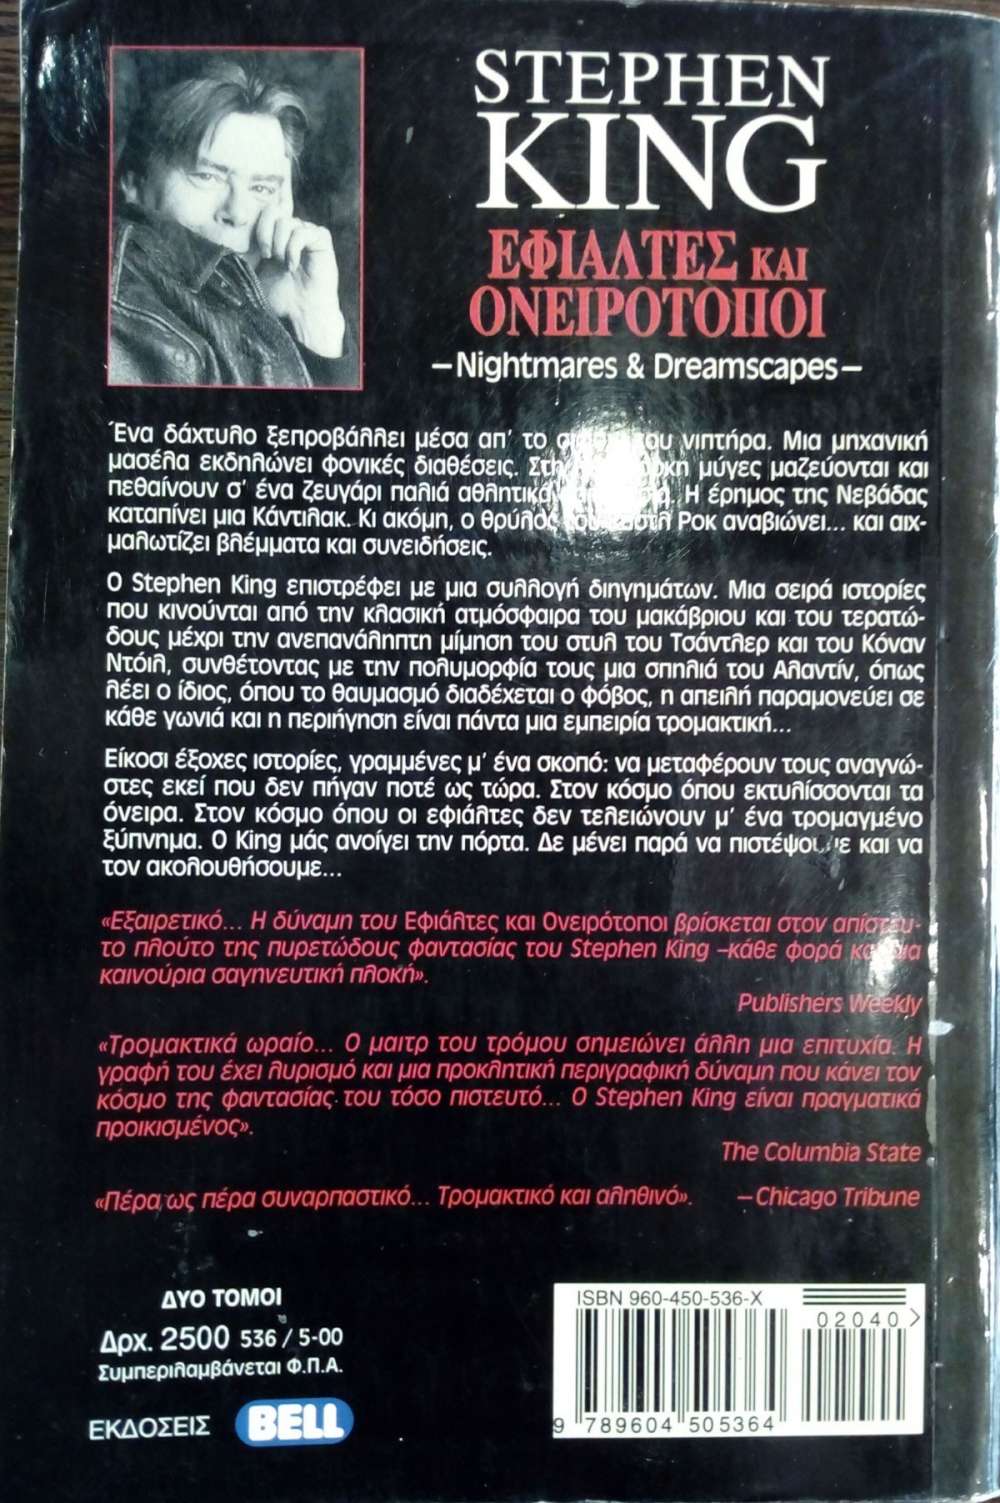 STEPHEN
KING
ΕΦΙΑΛΤΕΣ ΚΑΙ
ΟΝΕΙΡΟΤΟΠΟΙ
– Nightmares & Dreamscapes –
Ένα δάχτυλο ξεπροβάλλει μέσα απ' το νιπτήρα. Μια μηχανική
μασέλα εκδηλώνει φονικές διαθέσεις. Στη μύγες μαζεύονται και
πεθαίνουν σ' ένα ζευγάρι παλιά αθλητικά Η έρημος της Νεβάδας
καταπίνει μια Κάντιλακ. Κι ακόμη, ο θρύλος του Καστλ Ροκ αναβιώνει... και αιχ-
μαλωτίζει βλέμματα και συνειδήσεις.
Ο Stephen King επιστρέφει με μια συλλογή διηγημάτων. Μια σειρά ιστορίες
που κινούνται από την κλασική ατμόσφαιρα του μακάβριου και του τερατώ-
δους μέχρι την ανεπανάληπτη μίμηση του στυλ του Τσάντλερ και του Κόναν
Ντόιλ, συνθέτοντας με την πολυμορφία τους μια σπηλιά του Αλαντίν, όπως
λέει ο ίδιος, όπου το θαυμασμό διαδέχεται ο φόβος, η απειλή παραμονεύει σε
κάθε γωνιά και η περιήγηση είναι πάντα μια εμπειρία τρομακτική...
Είκοσι έξοχες ιστορίες, γραμμένες μ' ένα σκοπό: να μεταφέρουν τους αναγνώ-
στες εκεί που δεν πήγαν ποτέ ως τώρα. Στον κόσμο όπου εκτυλίσσονται τα
όνειρα. Στον κόσμο όπου οι εφιάλτες δεν τελειώνουν μ' ένα τρομαγμένο
ξύπνημα. Ο King μάς ανοίγει την πόρτα. Δε μένει παρά να πιστέψουμε και να
τον ακολουθήσουμε...
«Εξαιρετικό... Η δύναμη του Εφιάλτες και Ονειρότοποι βρίσκεται στον απίστευ-
το πλούτο της πυρετώδους φαντασίας του Stephen King –κάθε φορά και μια
καινούρια σαγηνευτική πλοκή».
Publishers Weekly
«Τρομακτικά ωραίο... Ο μαιτρ του τρόμου σημειώνει άλλη μια επιτυχία. Η
γραφή του έχει λυρισμό και μια προκλητική περιγραφική δύναμη που κάνει τον
κόσμο της φαντασίας του τόσο πιστευτό... Ο Stephen King είναι πραγματικά
προικισμένος».
The Columbia State
«Πέρα ως πέρα συναρπαστικό... Τρομακτικό και αληθινό». – Chicago Tribune
ΔΥΟ ΤΟΜΟΙ
Δρχ. 2500 536 / 5-00
Συμπεριλαμβάνεται Φ.Π.Α.
ΕΚΔΟΣΕΙΣ BELL
ISBN 960-450-536-X
02040 >
9 789604 505364